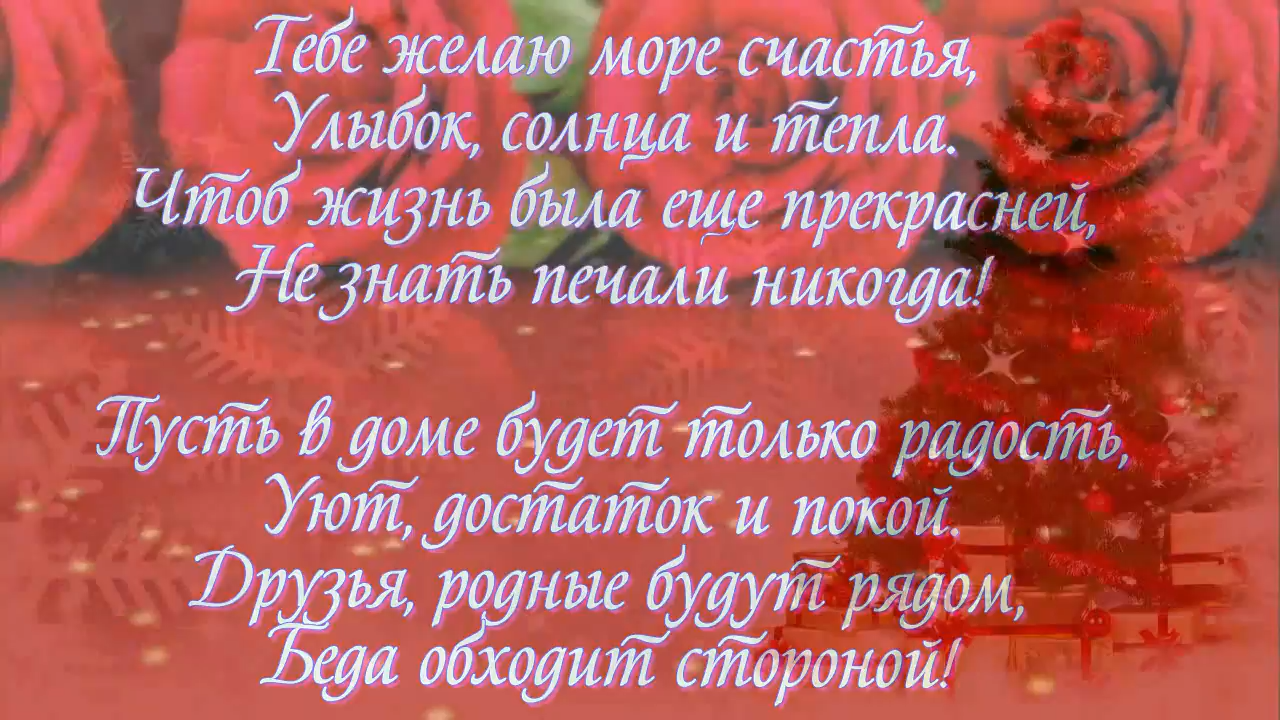 Тебе желаю море счастья,
Улыбок, солнца и тепла.
Чтоб жизнь была еще прекрасней,
Не знать печали никогда!
Пусть в доме будет только радость,
Уют, достаток и покой.
Друзья, родные будут рядом,
Беда обходит стороной!